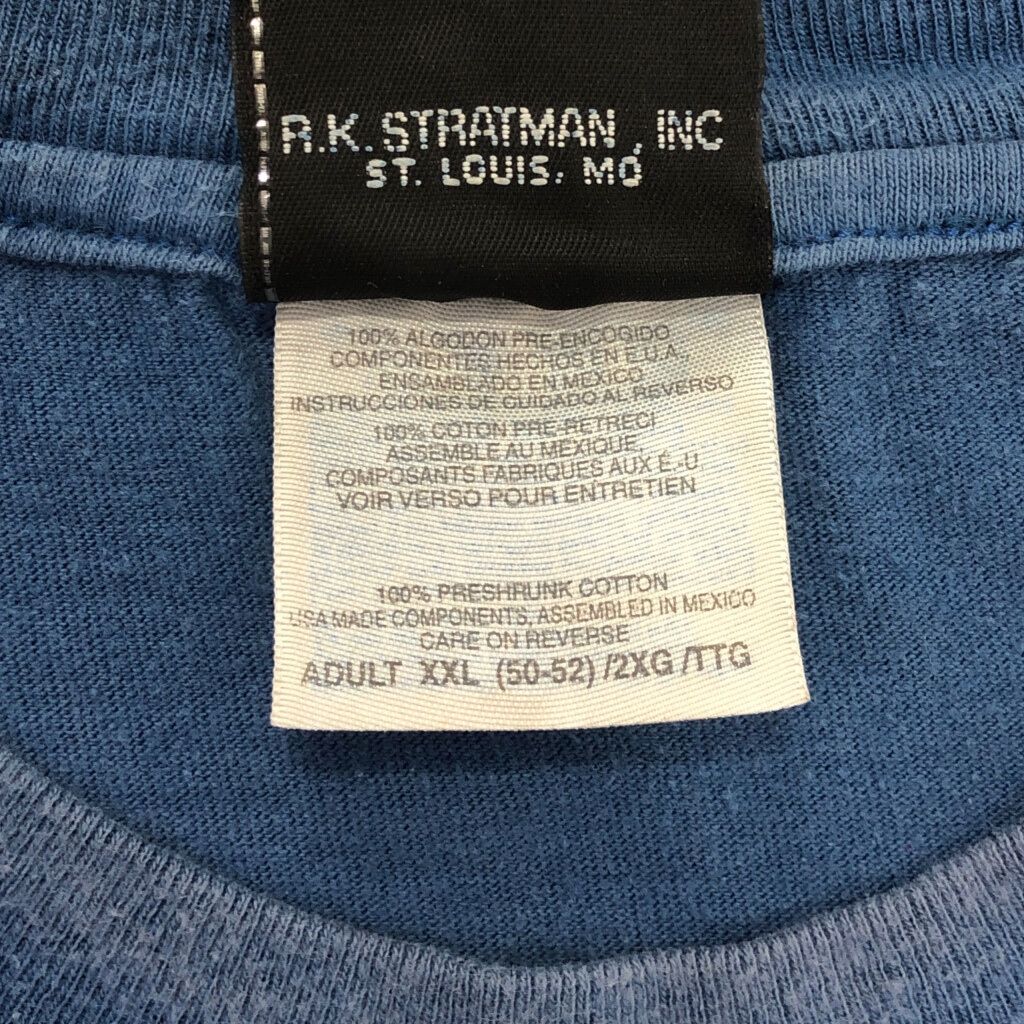 R.K. STRATMAN, INC
ST. LOUIS, MO
100% ALGODON PRE-ENCOGIDO
COMPONENTES HECHOS EN E.U.A.,
ENSAMBLADO EN MEXICO
INSTRUCCIONES DE CUIDADO AL REVERSO
100% COTON PRE-RETRECI
ASSEMBLE AU MEXIQUE,
COMPOSANTS FABRIQUES AUX É.-U.
VOIR VERSO POUR ENTRETIEN
100% PRESHRUNK COTTON
USA MADE COMPONENTS, ASSEMBLED IN MEXICO
CARE ON REVERSE
ADULT XXL (50-52) /2XG /TTG